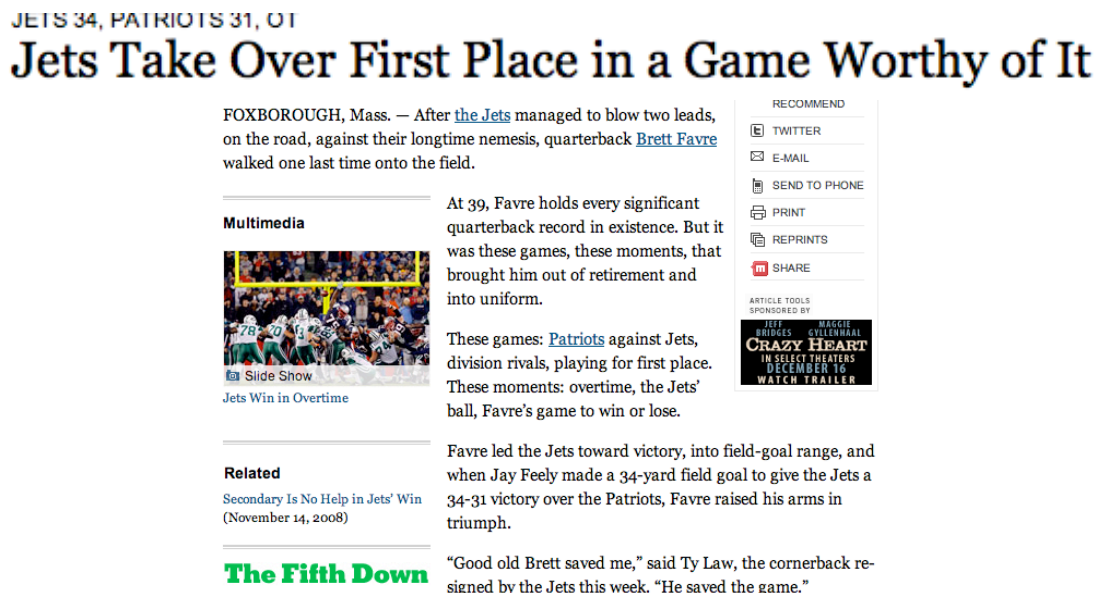 JETS 34, PATRIOTS 31, OT
Jets Take Over First Place in a Game Worthy of It
FOXBOROUGH, Mass. — After the Jets managed to blow two leads,
on the road, against their longtime nemesis, quarterback Brett Favre
walked one last time onto the field.
Multimedia
Slide Show
Jets Win in Overtime
Related
Secondary Is No Help in Jets' Win
(November 14, 2008)
The Fifth Down
At 39, Favre holds every significant
quarterback record in existence. But it
was these games, these moments, that
brought him out of retirement and
into uniform.
These games: Patriots against Jets,
division rivals, playing for first place.
These moments: overtime, the Jets'
ball, Favre's game to win or lose.
Favre led the Jets toward victory, into field-goal range, and
when Jay Feely made a 34-yard field goal to give the Jets a
34-31 victory over the Patriots, Favre raised his arms in
triumph.
“Good old Brett saved me,” said Ty Law, the cornerback re-
signed by the Jets this week. “He saved the game.”
RECOMMEND
TWITTER
E-MAIL
SEND TO PHONE
PRINT
REPRINTS
SHARE
ARTICLE TOOLS
SPONSORED BY
JEFF BRIDGES MAGGIE GYLLENHAAL
CRAZY HEART
IN SELECT THEATERS
DECEMBER 16
WATCH TRAILER